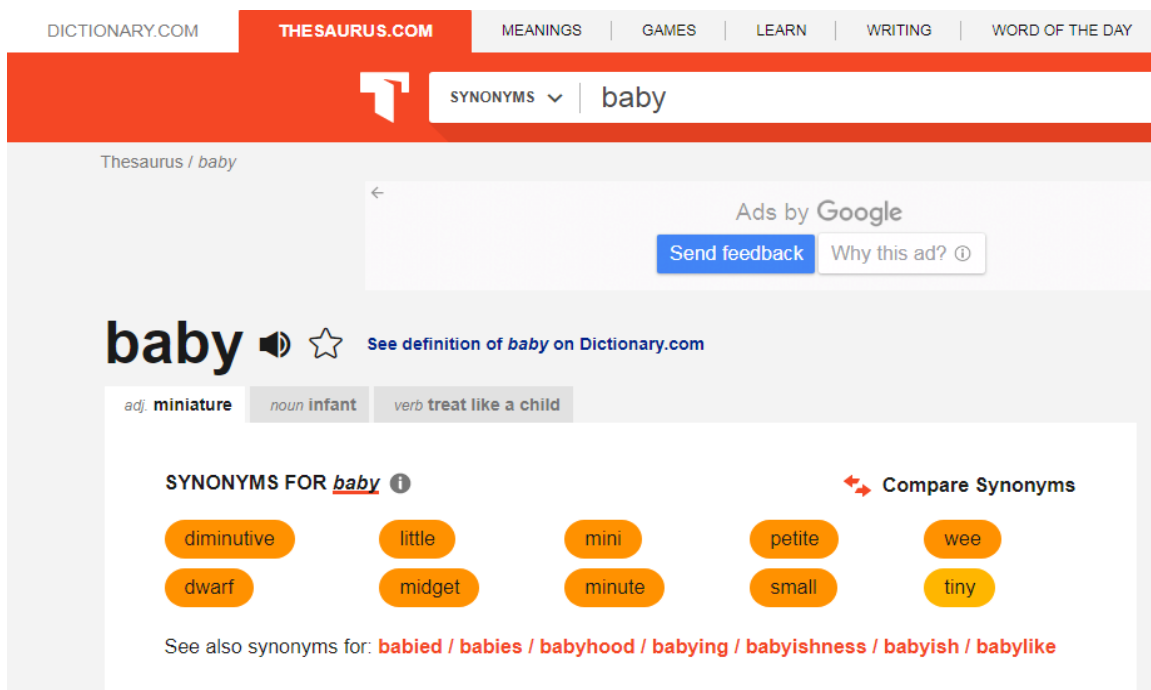 DICTIONARY.COM THESAURUS.COM MEANINGS GAMES LEARN WRITING WORD OF THE DAY
SYNONYMS baby
Thesaurus / baby
Ads by Google
Send feedback Why this ad?
baby See definition of baby on Dictionary.com
adj. miniature noun infant verb treat like a child
SYNONYMS FOR baby Compare Synonyms
diminutive little mini petite wee
dwarf midget minute small tiny
See also synonyms for: babied / babies / babyhood / babying / babyishness / babyish / babylike